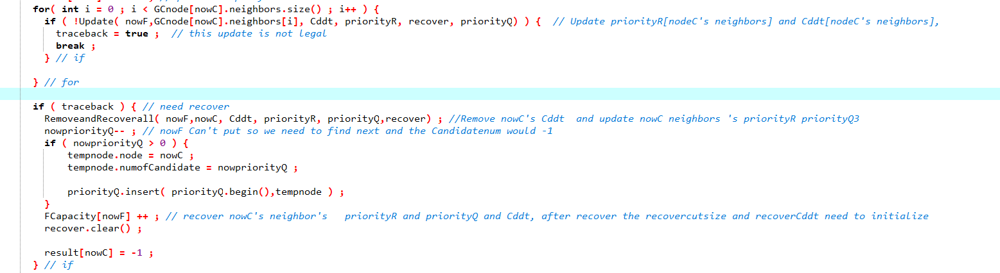 for( int i = 0 ; i < GCnode[nowC].neighbors.size() ; i++ ) {
if ( !Update( nowF,GCnode[nowC].neighbors[i], Cddt, priorityR, recover, priorityQ) ) { // Update priorityR[nodeC's neighbors] and Cddt[nodeC's neighbors],
traceback = true ; // this update is not legal
break ;
} // if
} // for
if ( traceback ) { // need recover
RemoveandRecoverall( nowF,nowC, Cddt, priorityR, priorityQ,recover) ; //Remove nowC's Cddt  and update nowC neighbors 's priorityR priorityQ3
nowpriorityQ-- ; // nowF Can't put so we need to find next and the Candidatenum would -1
if ( nowpriorityQ > 0 ) {
tempnode.node = nowC ;
tempnode.numofCandidate = nowpriorityQ ;
priorityQ.insert( priorityQ.begin(),tempnode ) ;
}
FCapacity[nowF] ++ ; // recover nowC's neighbor's   priorityR and priorityQ and Cddt, after recover the recovercutsize and recoverCddt need to initialize
recover.clear() ;
result[nowC] = -1 ;
} // if